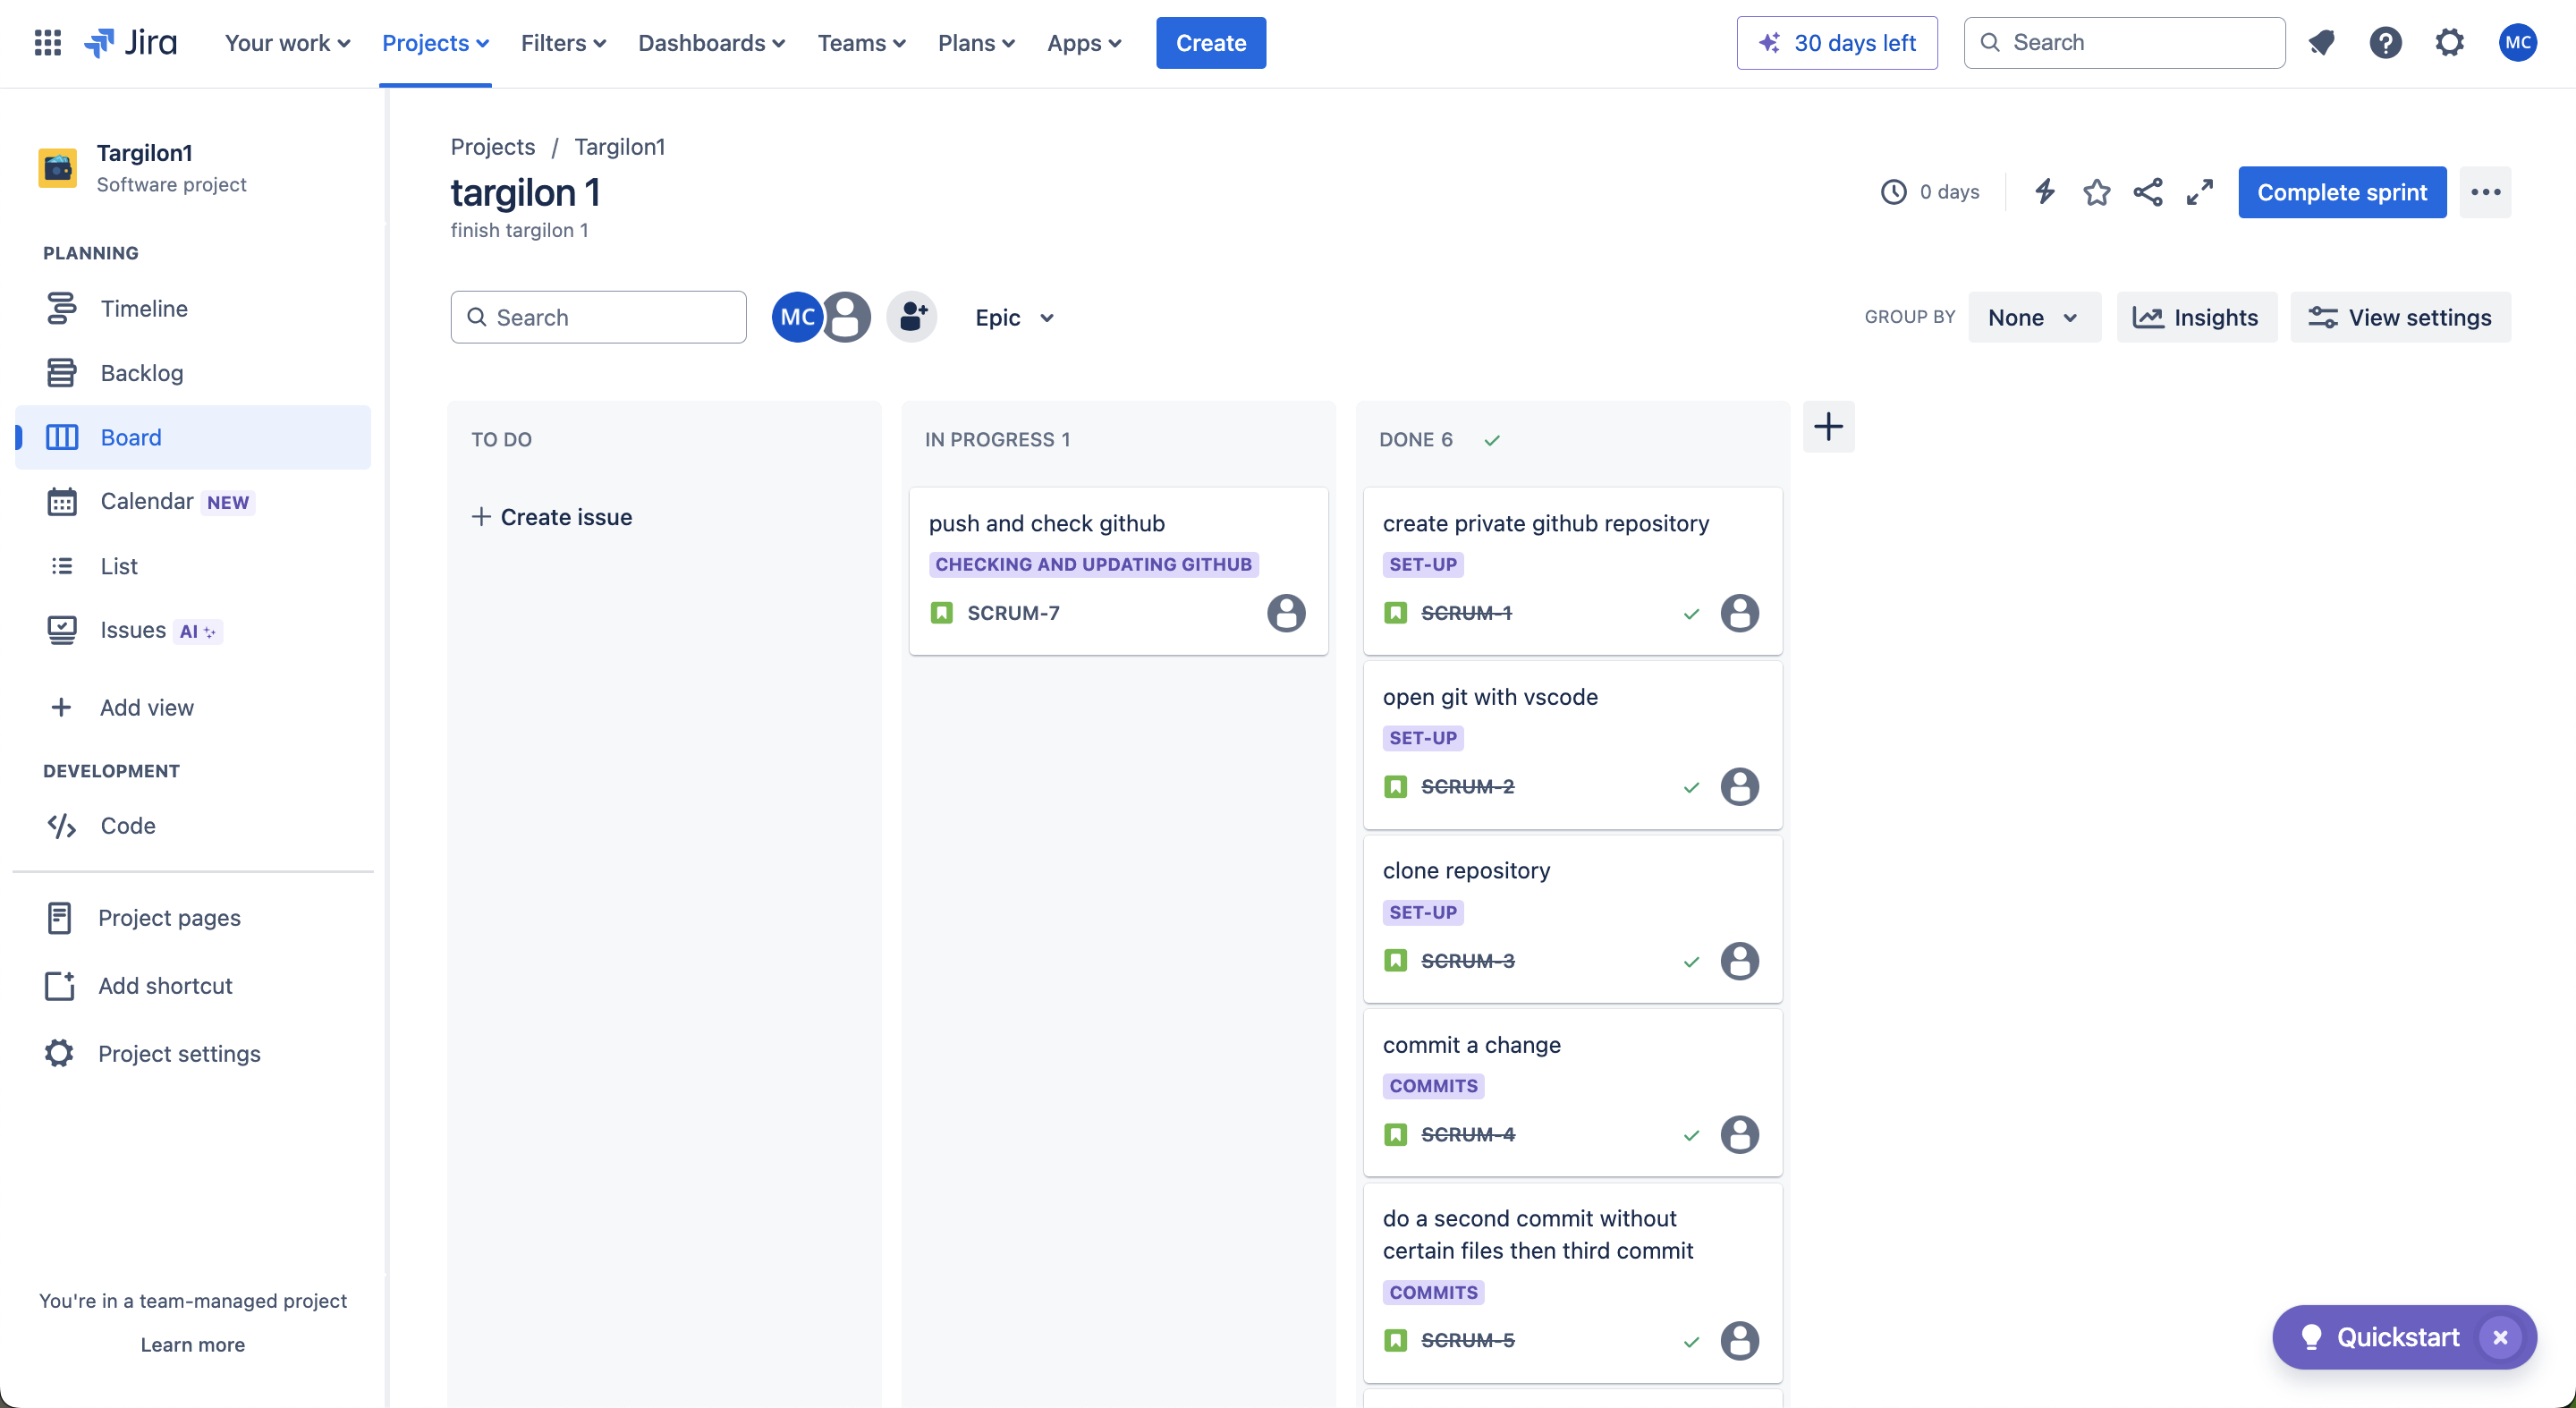 Jira
Your work
Projects
Filters
Dashboards
Teams
Plans
Apps
Create
30 days left
Search
MC
Targilon1
Software project
PLANNING
Timeline
Backlog
Board
Calendar NEW
List
Issues AI
Add view
DEVELOPMENT
Code
Project pages
Add shortcut
Project settings
You're in a team-managed project
Learn more
Projects / Targilon1
targilon 1
finish targilon 1
0 days
Complete sprint
Search
MC
Epic
GROUP BY
None
Insights
View settings
TO DO
Create issue
IN PROGRESS 1
push and check github
CHECKING AND UPDATING GITHUB
SCRUM-7
DONE 6
create private github repository
SET-UP
SCRUM-1
open git with vscode
SET-UP
SCRUM-2
clone repository
SET-UP
SCRUM-3
commit a change
COMMITS
SCRUM-4
do a second commit without
certain files then third commit
COMMITS
SCRUM-5
Quickstart